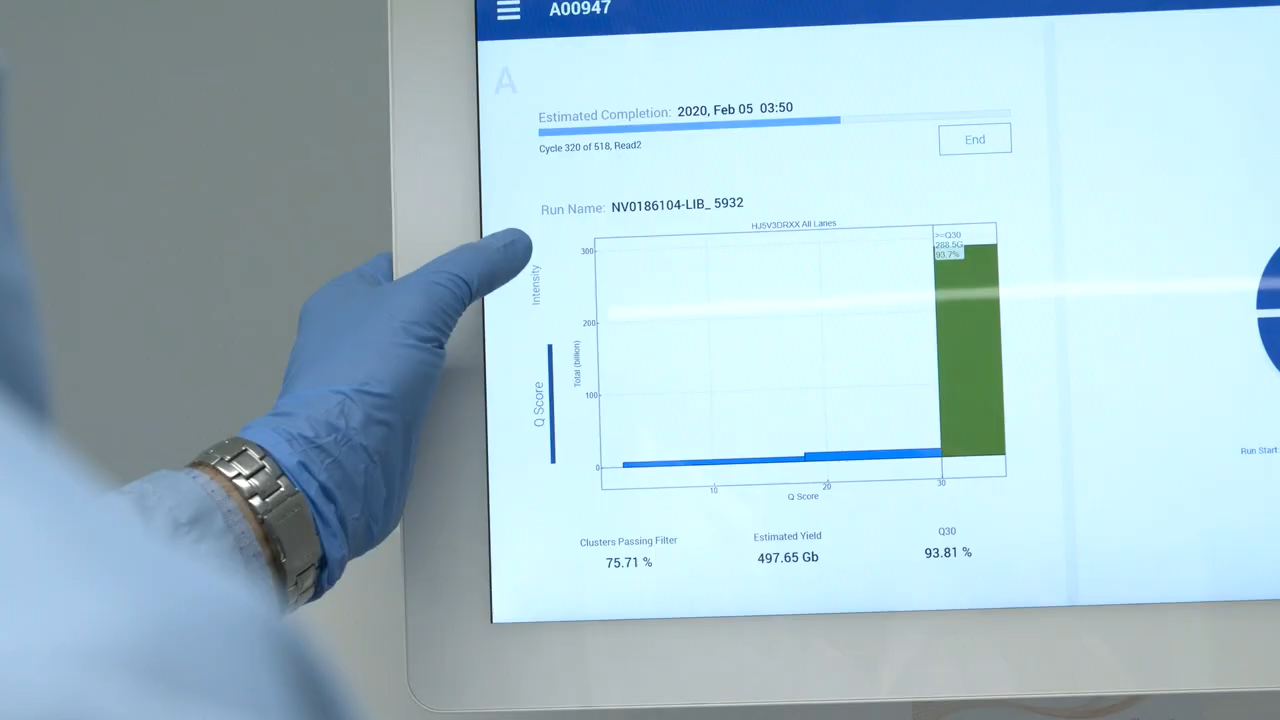 A00947
A
Estimated Completion: 2020, Feb 05 03:50
Cycle 320 of 518, Read2
End
Run Name: NV0186104-LIB_ 5932
HJ5V3DRXX All Lanes
>=Q30
288.5G
93.7%
Intensity
Q Score
Total (billion)
300
200
100
0
10
20
30
Q Score
Clusters Passing Filter
75.71 %
Estimated Yield
497.65 Gb
Q30
93.81 %
Run Start: